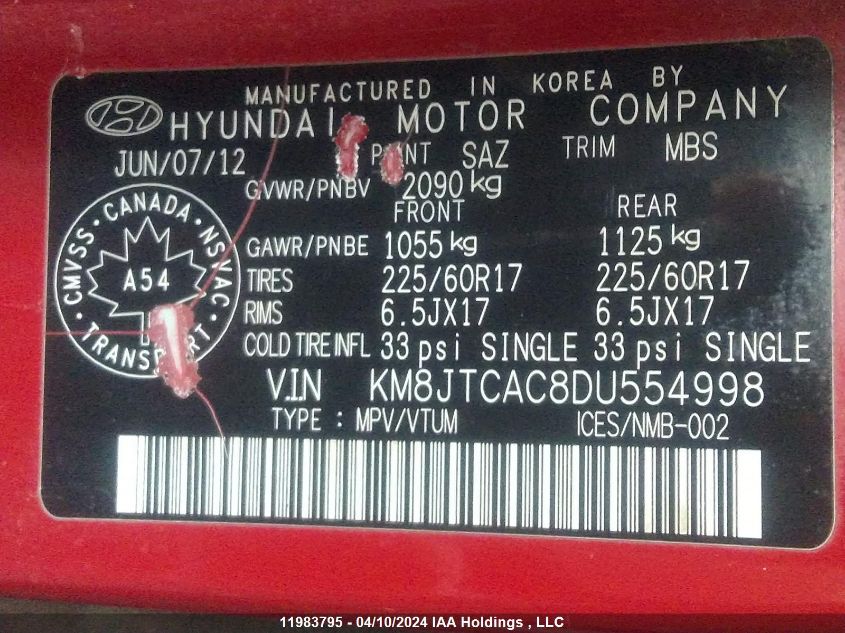 MANUFACTURED IN KOREA BY
HYUNDAI MOTOR COMPANY
JUN/07/12 PAINT SAZ TRIM MBS
GVWR/PNBV 2090 kg
FRONT REAR
GAWR/PNBE 1055 kg 1125 kg
TIRES 225/60R17 225/60R17
RIMS 6.5JX17 6.5JX17
COLD TIRE INFL 33 psi SINGLE 33 psi SINGLE
V.I.N KM8JTCAC8DU554998
TYPE : MPV/VTUM ICES/NMB-002
CMVSS · CANADA · NSVAC · TRANSPORT ·
A54
11983795 - 04/10/2024 IAA Holdings , LLC